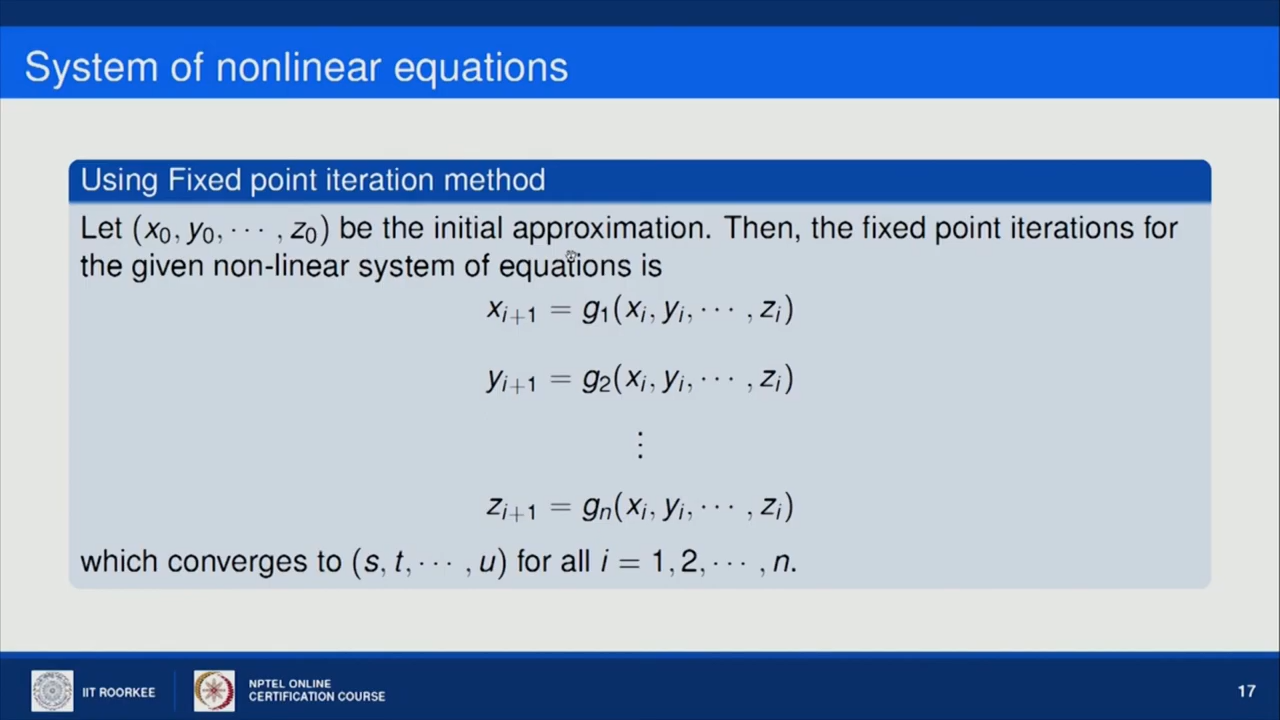 System of nonlinear equations
Using Fixed point iteration method
Let (x₀, y₀, ⋯ , z₀) be the initial approximation. Then, the fixed point iterations for
the given non-linear system of equations is
xᵢ₊₁ = g₁(xᵢ, yᵢ, ⋯ , zᵢ)
yᵢ₊₁ = g₂(xᵢ, yᵢ, ⋯ , zᵢ)
⋮
zᵢ₊₁ = gₙ(xᵢ, yᵢ, ⋯ , zᵢ)
which converges to (s, t, ⋯ , u) for all i = 1, 2, ⋯ , n.
IIT ROORKEE
NPTEL ONLINE
CERTIFICATION COURSE
17